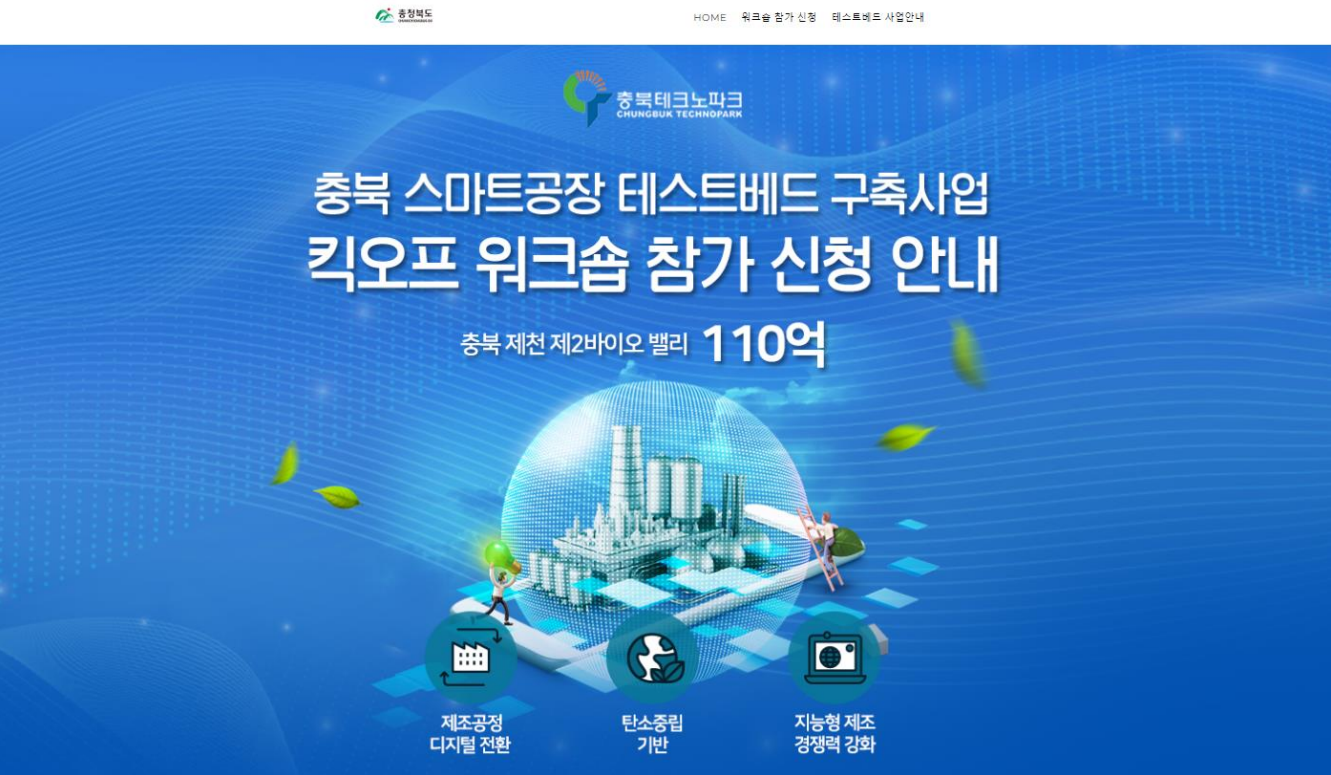 충청북도
HOME 워크숍 참가 신청 테스트베드 사업안내
충북테크노파크
CHUNGBUK TECHNOPARK
충북 스마트공장 테스트베드 구축사업
킥오프 워크숍 참가 신청 안내
충북 제천 제2바이오 밸리 110억
제조공정
디지털 전환
탄소중립
기반
지능형 제조
경쟁력 강화